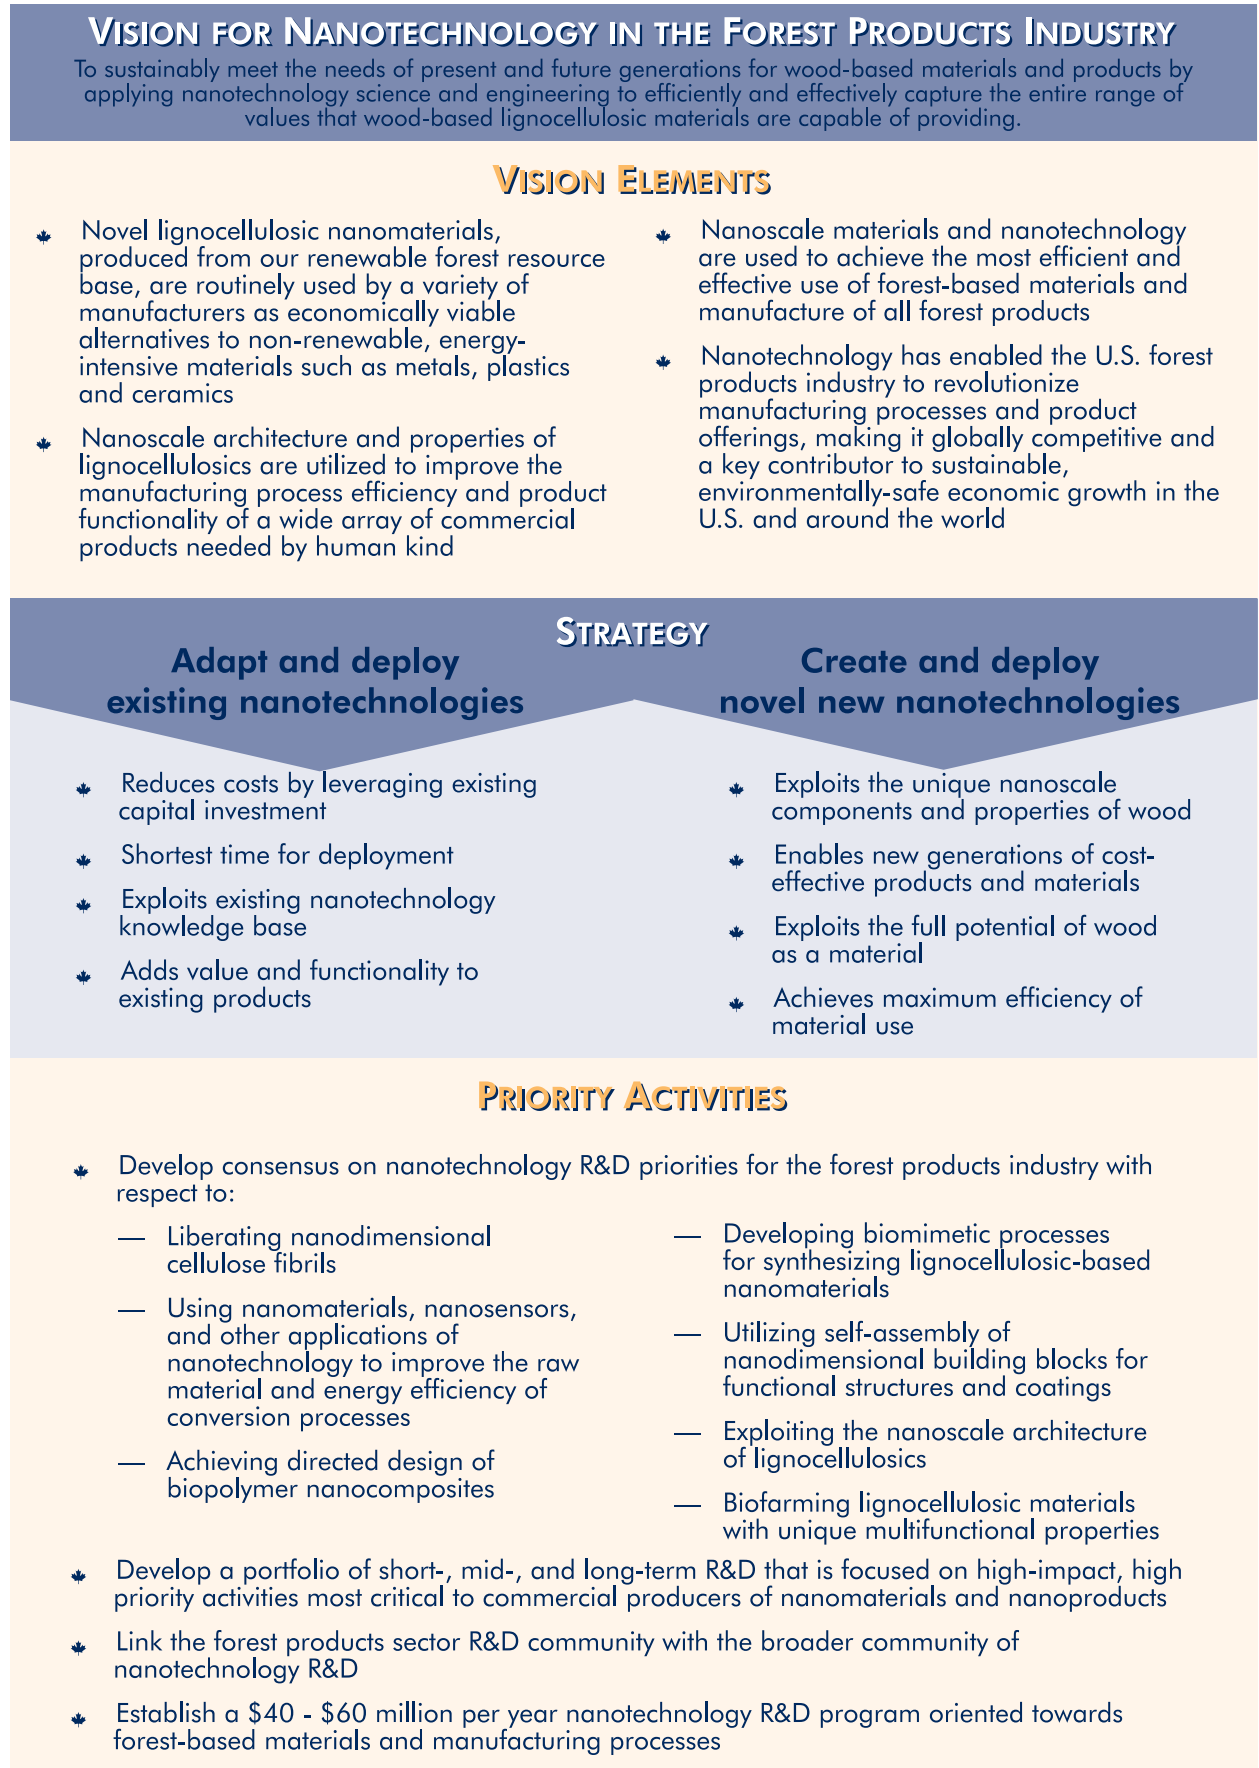 VISION FOR NANOTECHNOLOGY IN THE FOREST PRODUCTS INDUSTRY
To sustainably meet the needs of present and future generations for wood-based materials and products by
applying nanotechnology science and engineering to efficiently and effectively capture the entire range of
values that wood-based lignocellulosic materials are capable of providing.
VISION ELEMENTS
Novel lignocellulosic nanomaterials,
produced from our renewable forest resource
base, are routinely used by a variety of
manufacturers as economically viable
alternatives to non-renewable, energy-
intensive materials such as metals, plastics
and ceramics
Nanoscale architecture and properties of
lignocellulosics are utilized to improve the
manufacturing process efficiency and product
functionality of a wide array of commercial
products needed by human kind
Nanoscale materials and nanotechnology
are used to achieve the most efficient and
effective use of forest-based materials and
manufacture of all forest products
Nanotechnology has enabled the U.S. forest
products industry to revolutionize
manufacturing processes and product
offerings, making it globally competitive and
a key contributor to sustainable,
environmentally-safe economic growth in the
U.S. and around the world
STRATEGY
Adapt and deploy
existing nanotechnologies
Reduces costs by leveraging existing
capital investment
Shortest time for deployment
Exploits existing nanotechnology
knowledge base
Adds value and functionality to
existing products
Create and deploy
novel new nanotechnologies
Exploits the unique nanoscale
components and properties of wood
Enables new generations of cost-
effective products and materials
Exploits the full potential of wood
as a material
Achieves maximum efficiency of
material use
PRIORITY ACTIVITIES
Develop consensus on nanotechnology R&D priorities for the forest products industry with
respect to:
— Liberating nanodimensional
cellulose fibrils
— Using nanomaterials, nanosensors,
and other applications of
nanotechnology to improve the raw
material and energy efficiency of
conversion processes
— Achieving directed design of
biopolymer nanocomposites
— Developing biomimetic processes
for synthesizing lignocellulosic-based
nanomaterials
— Utilizing self-assembly of
nanodimensional building blocks for
functional structures and coatings
— Exploiting the nanoscale architecture
of lignocellulosics
— Biofarming lignocellulosic materials
with unique multifunctional properties
Develop a portfolio of short-, mid-, and long-term R&D that is focused on high-impact, high
priority activities most critical to commercial producers of nanomaterials and nanoproducts
Link the forest products sector R&D community with the broader community of
nanotechnology R&D
Establish a $40 - $60 million per year nanotechnology R&D program oriented towards
forest-based materials and manufacturing processes